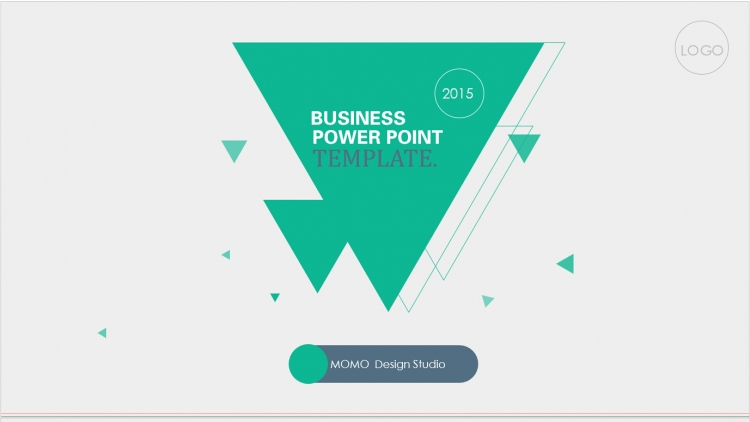 LOGO
2015
BUSINESS
POWER POINT
TEMPLATE.
MOMO Design Studio